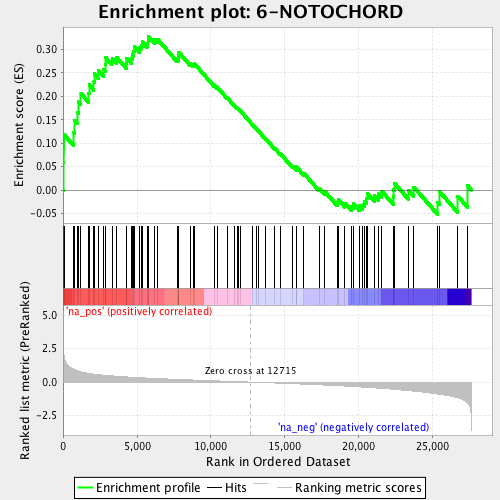 Enrichment plot: 6-NOTOCHORD
Enrichment score (ES)
0.30
0.25
0.20
0.15
0.10
0.05
0.00
-0.05
'na_pos' (positively correlated)
Ranked list metric (PreRanked)
5.0
2.5
0.0
-2.5
Zero cross at 12715
'na_neg' (negatively correlated)
0
5,000
10,000
15,000
20,000
25,000
Rank in Ordered Dataset
Enrichment profile
Hits
Ranking metric scores